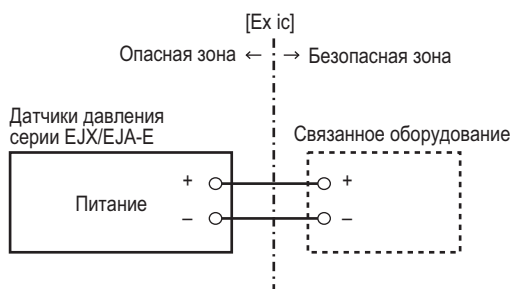 [Ex ic]
Опасная зона ← → Безопасная зона
Датчики давления
серии EJX/EJA-E
Связанное оборудование
+ +
Питание
– –